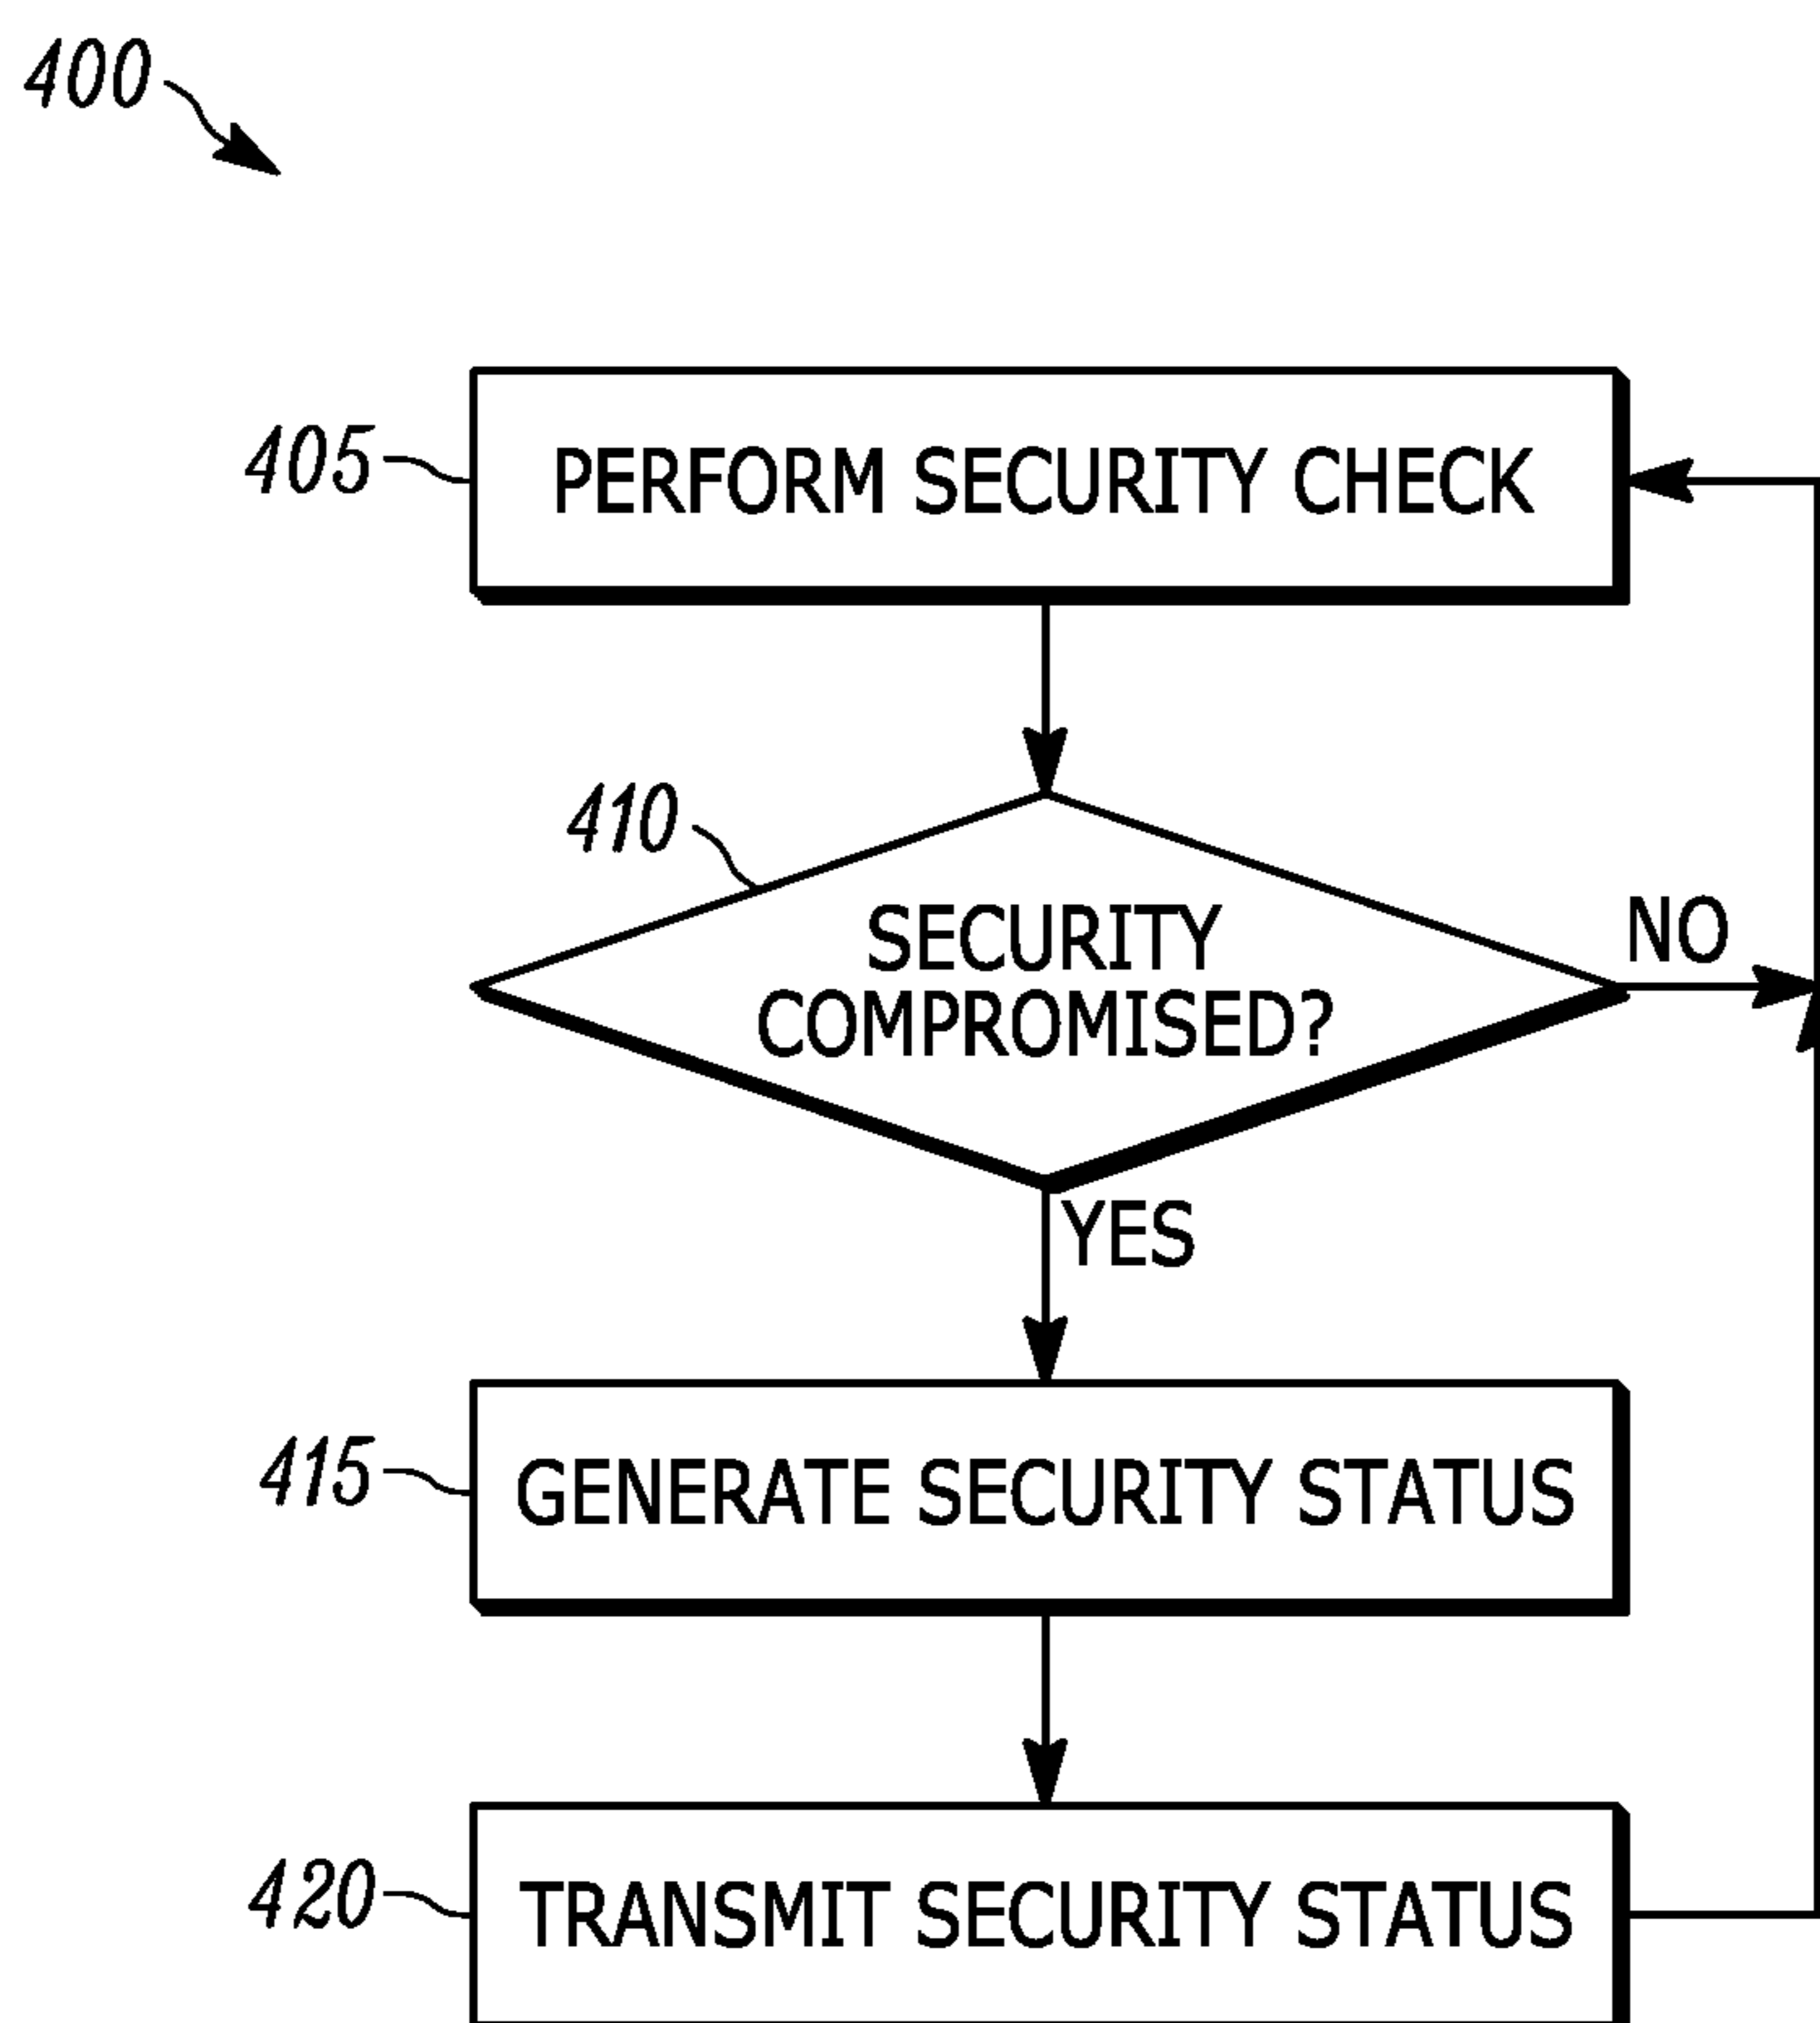 400
405
PERFORM SECURITY CHECK
410
SECURITY
COMPROMISED?
NO
YES
415
GENERATE SECURITY STATUS
420
TRANSMIT SECURITY STATUS